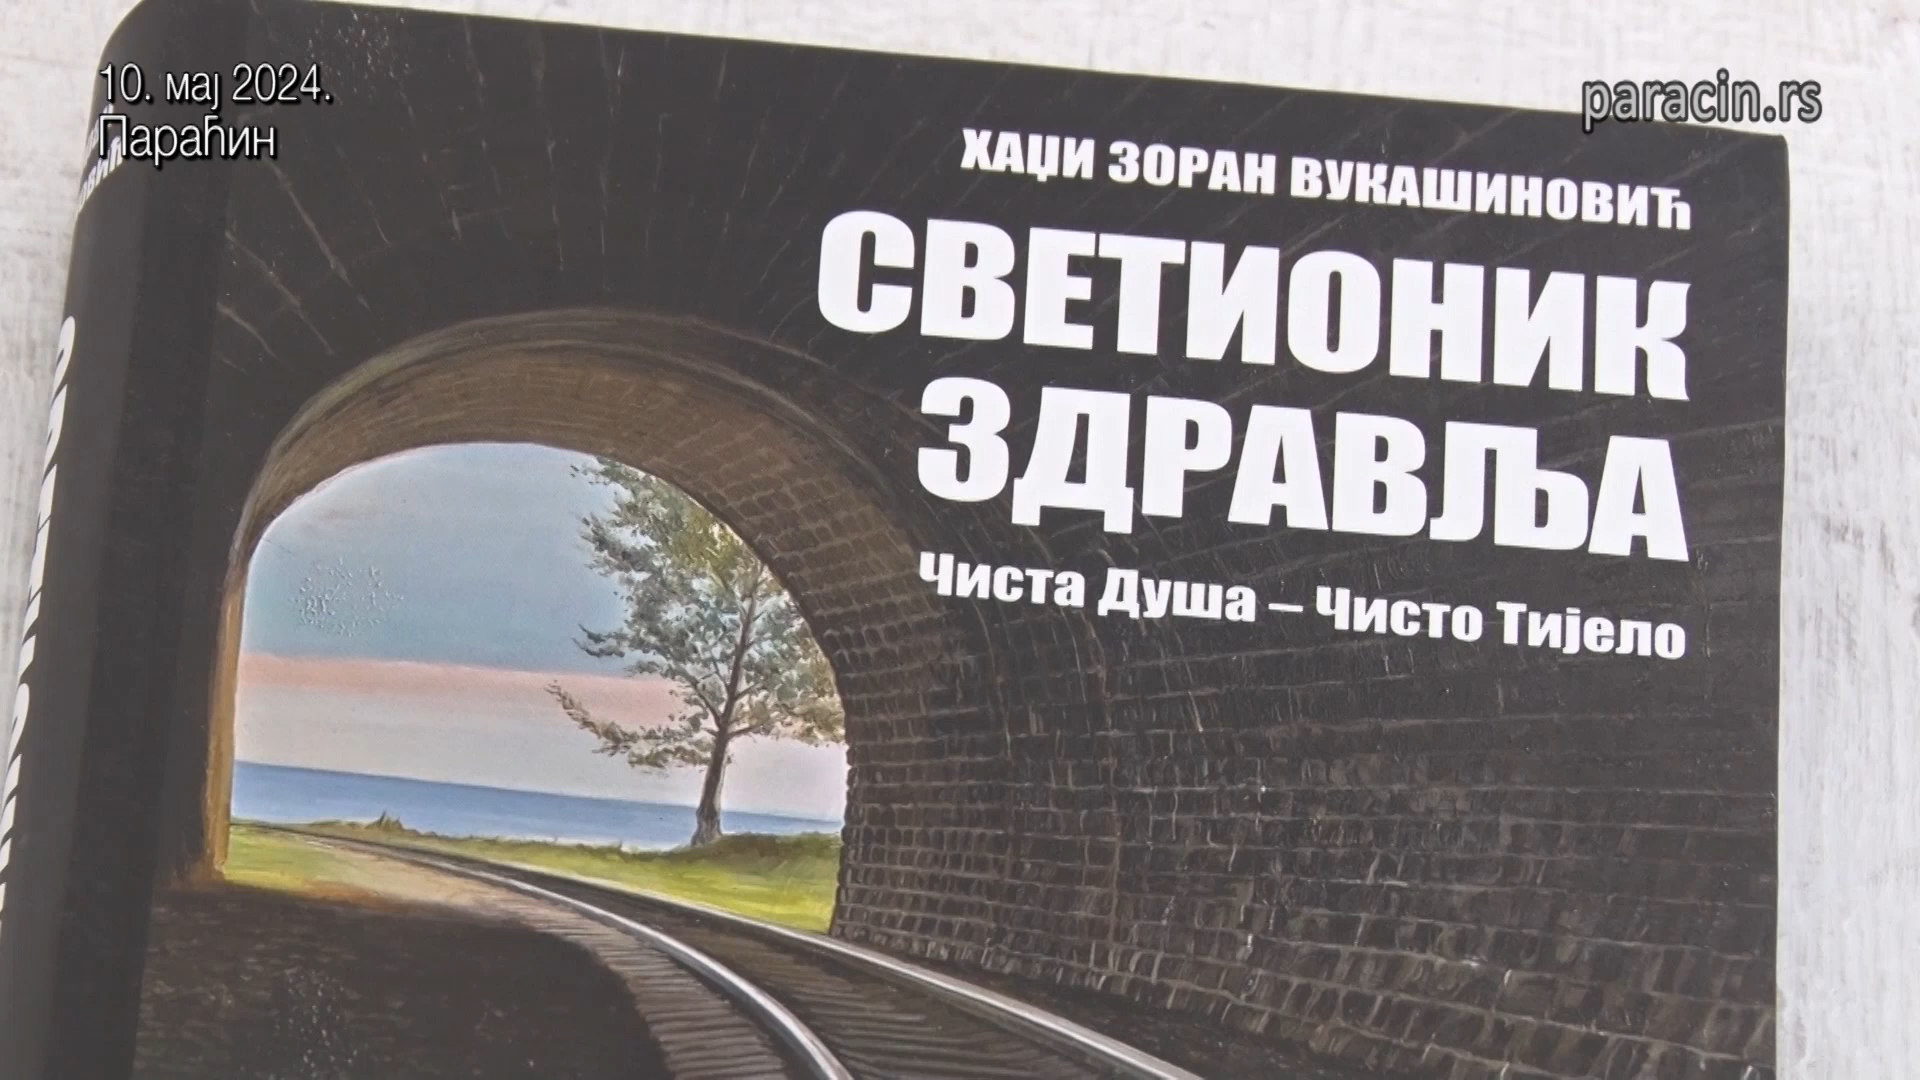 10. мај 2024.
Параћин
paracin.rs
ХАЏИ ЗОРАН ВУКАШИНОВИЋ
СВЕТИОНИК
ЗДРАВЉА
Чиста Душа – Чисто Тијело